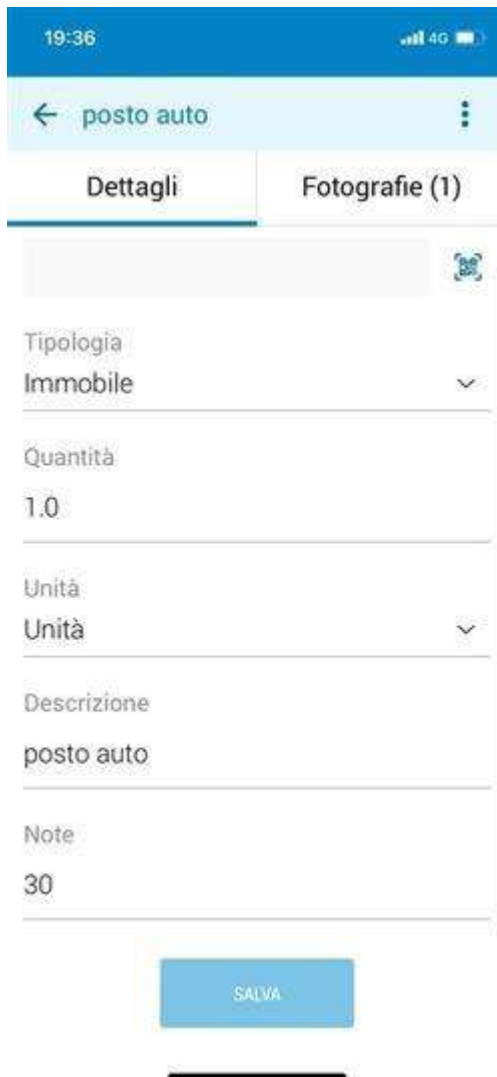 19:36
4G
posto auto
Dettagli
Fotografie (1)
Tipologia
Immobile
Quantità
1.0
Unità
Unità
Descrizione
posto auto
Note
30
SALVA